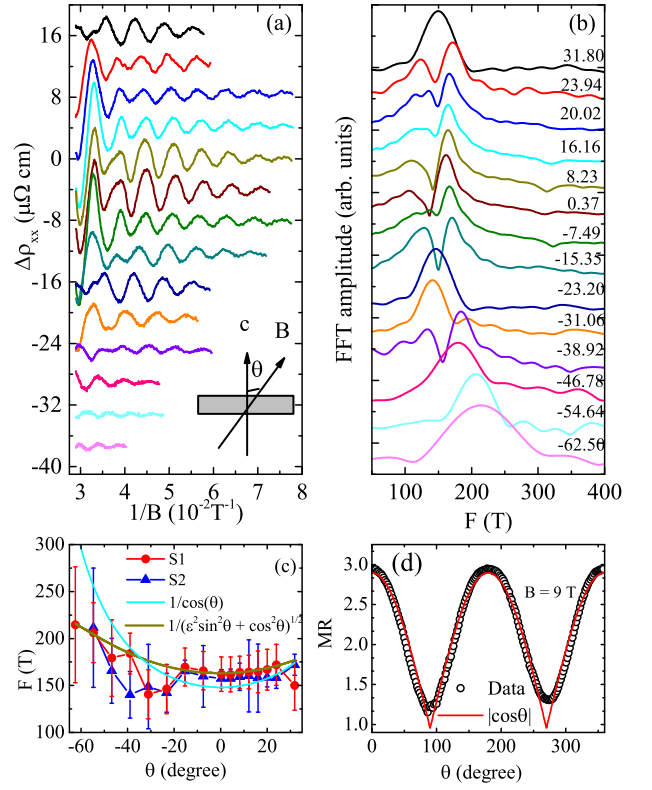 (a)
16
8
0
-8
-16
-24
-32
-40
Δρxx (μΩ cm)
3 4 5 6 7 8
1/B (10⁻²T⁻¹)
c
B
θ
(b)
31.80
23.94
20.02
16.16
8.23
0.37
-7.49
-15.35
-23.20
-31.06
-38.92
-46.78
-54.64
-62.50
FFT amplitude (arb. units)
100 200 300 400
F (T)
(c)
S1
S2
1/cos(θ)
1/(ε²sin²θ + cos²θ)^1/2
300
250
200
150
100
F (T)
-60 -40 -20 0 20
θ (degree)
(d)
B = 9 T
3.0
2.5
2.0
1.5
1.0
MR
Data
|cosθ|
0 100 200 300
θ (degree)